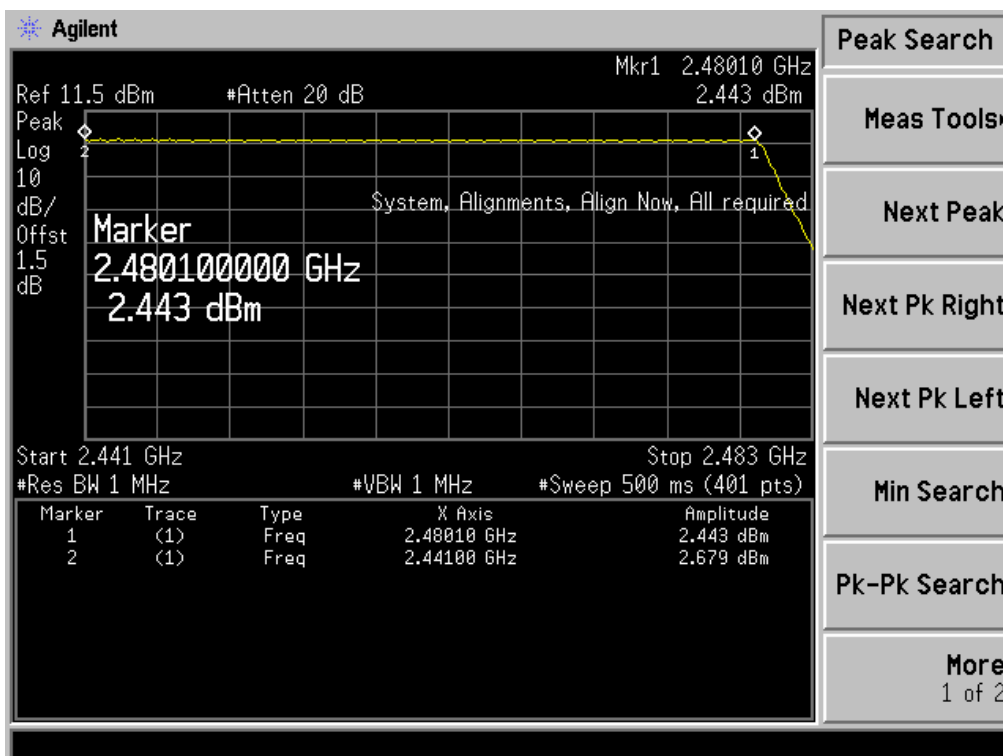 Agilent
Peak Search
Mkr1 2.48010 GHz
Ref 11.5 dBm #Atten 20 dB 2.443 dBm
Peak
Log
10
dB/
Offst
1.5
dB
2
1
System, Alignments, Align Now, All required
Marker
2.480100000 GHz
2.443 dBm
Start 2.441 GHz Stop 2.483 GHz
#Res BW 1 MHz #VBW 1 MHz #Sweep 500 ms (401 pts)
Marker Trace Type X Axis Amplitude
1 (1) Freq 2.48010 GHz 2.443 dBm
2 (1) Freq 2.44100 GHz 2.679 dBm
Meas Tools
Next Peak
Next Pk Right
Next Pk Left
Min Search
Pk-Pk Search
More
1 of 2